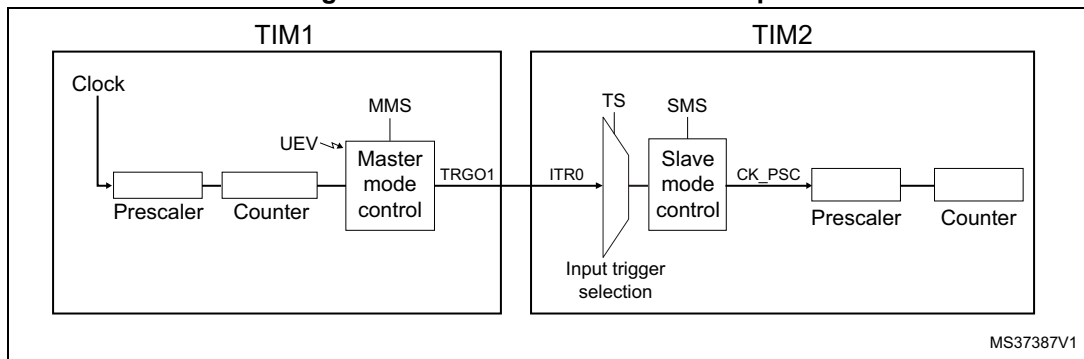 TIM1
TIM2
Clock
MMS
TS
SMS
UEV
Master
mode
control
TRGO1
ITR0
Slave
mode
control
CK_PSC
Prescaler
Counter
Prescaler
Counter
Input trigger
selection
MS37387V1